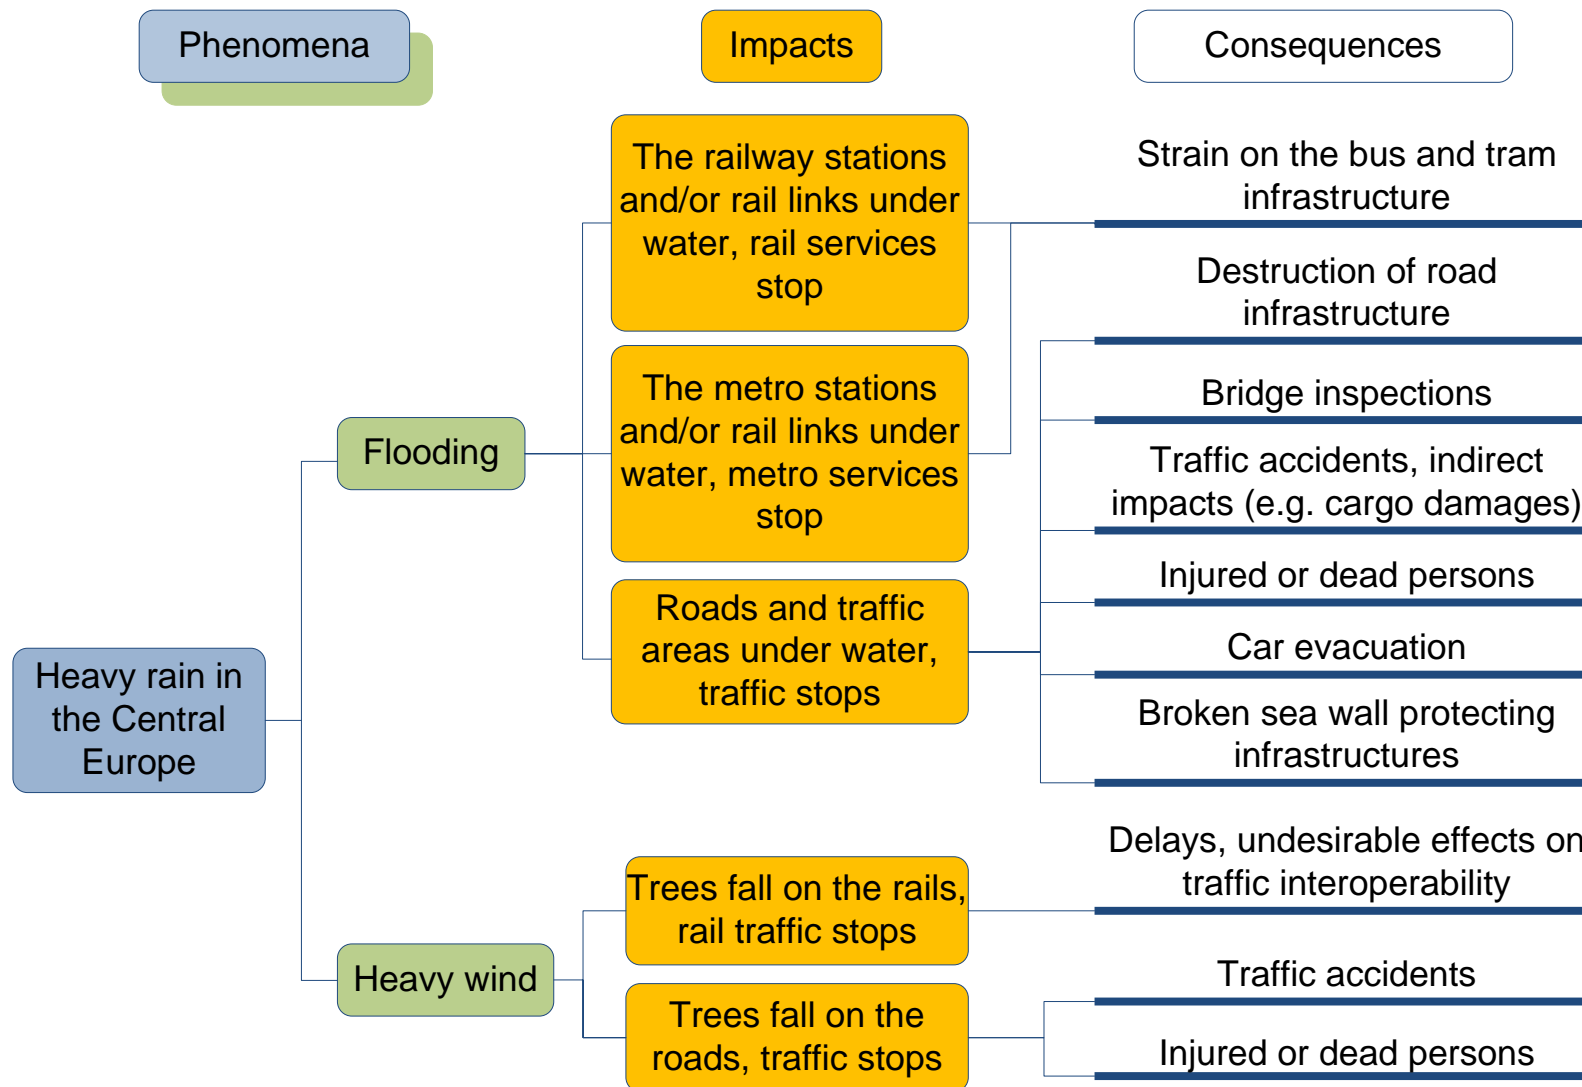 Phenomena
Impacts
Consequences
The railway stations
and/or rail links under
water, rail services
stop
Strain on the bus and tram
infrastructure
Destruction of road
infrastructure
The metro stations
and/or rail links under
water, metro services
stop
Bridge inspections
Flooding
Traffic accidents, indirect
impacts (e.g. cargo damages)
Injured or dead persons
Roads and traffic
areas under water,
traffic stops
Car evacuation
Heavy rain in
the Central
Europe
Broken sea wall protecting
infrastructures
Delays, undesirable effects on
traffic interoperability
Trees fall on the rails,
rail traffic stops
Heavy wind
Traffic accidents
Trees fall on the
roads, traffic stops
Injured or dead persons